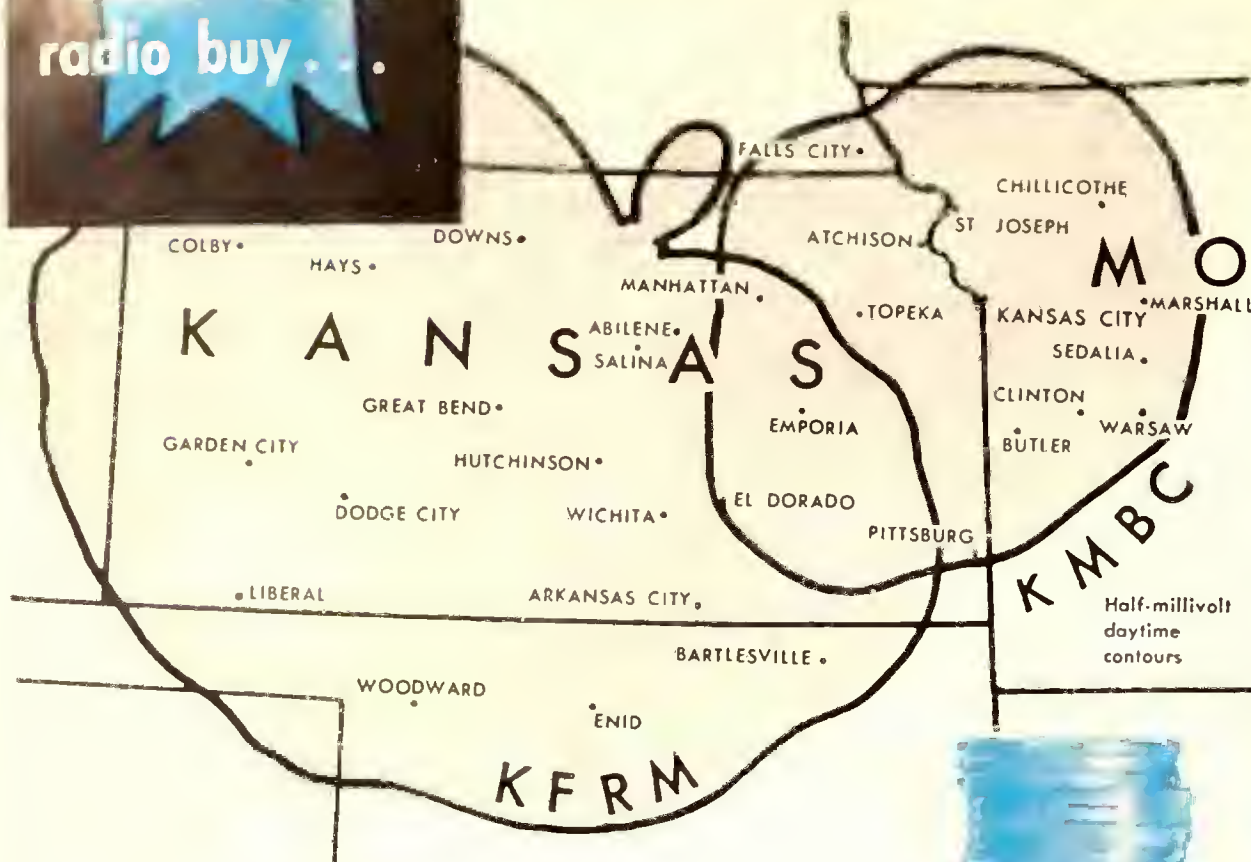 radio buy...
FALLS CITY
CHILLICOTHE
COLBY
DOWNS
ATCHISON
ST JOSEPH
HAYS
M O
MANHATTAN
MARSHALL
TOPEKA
KANSAS CITY
K A N S A S
ABILENE
SALINA
SEDALIA
GREAT BEND
CLINTON
EMPORIA
WARSAW
GARDEN CITY
HUTCHINSON
BUTLER
DODGE CITY
WICHITA
EL DORADO
PITTSBURG
KMBC
LIBERAL
ARKANSAS CITY
Half-millivolt
daytime
contours
BARTLESVILLE
WOODWARD
ENID
KFRM